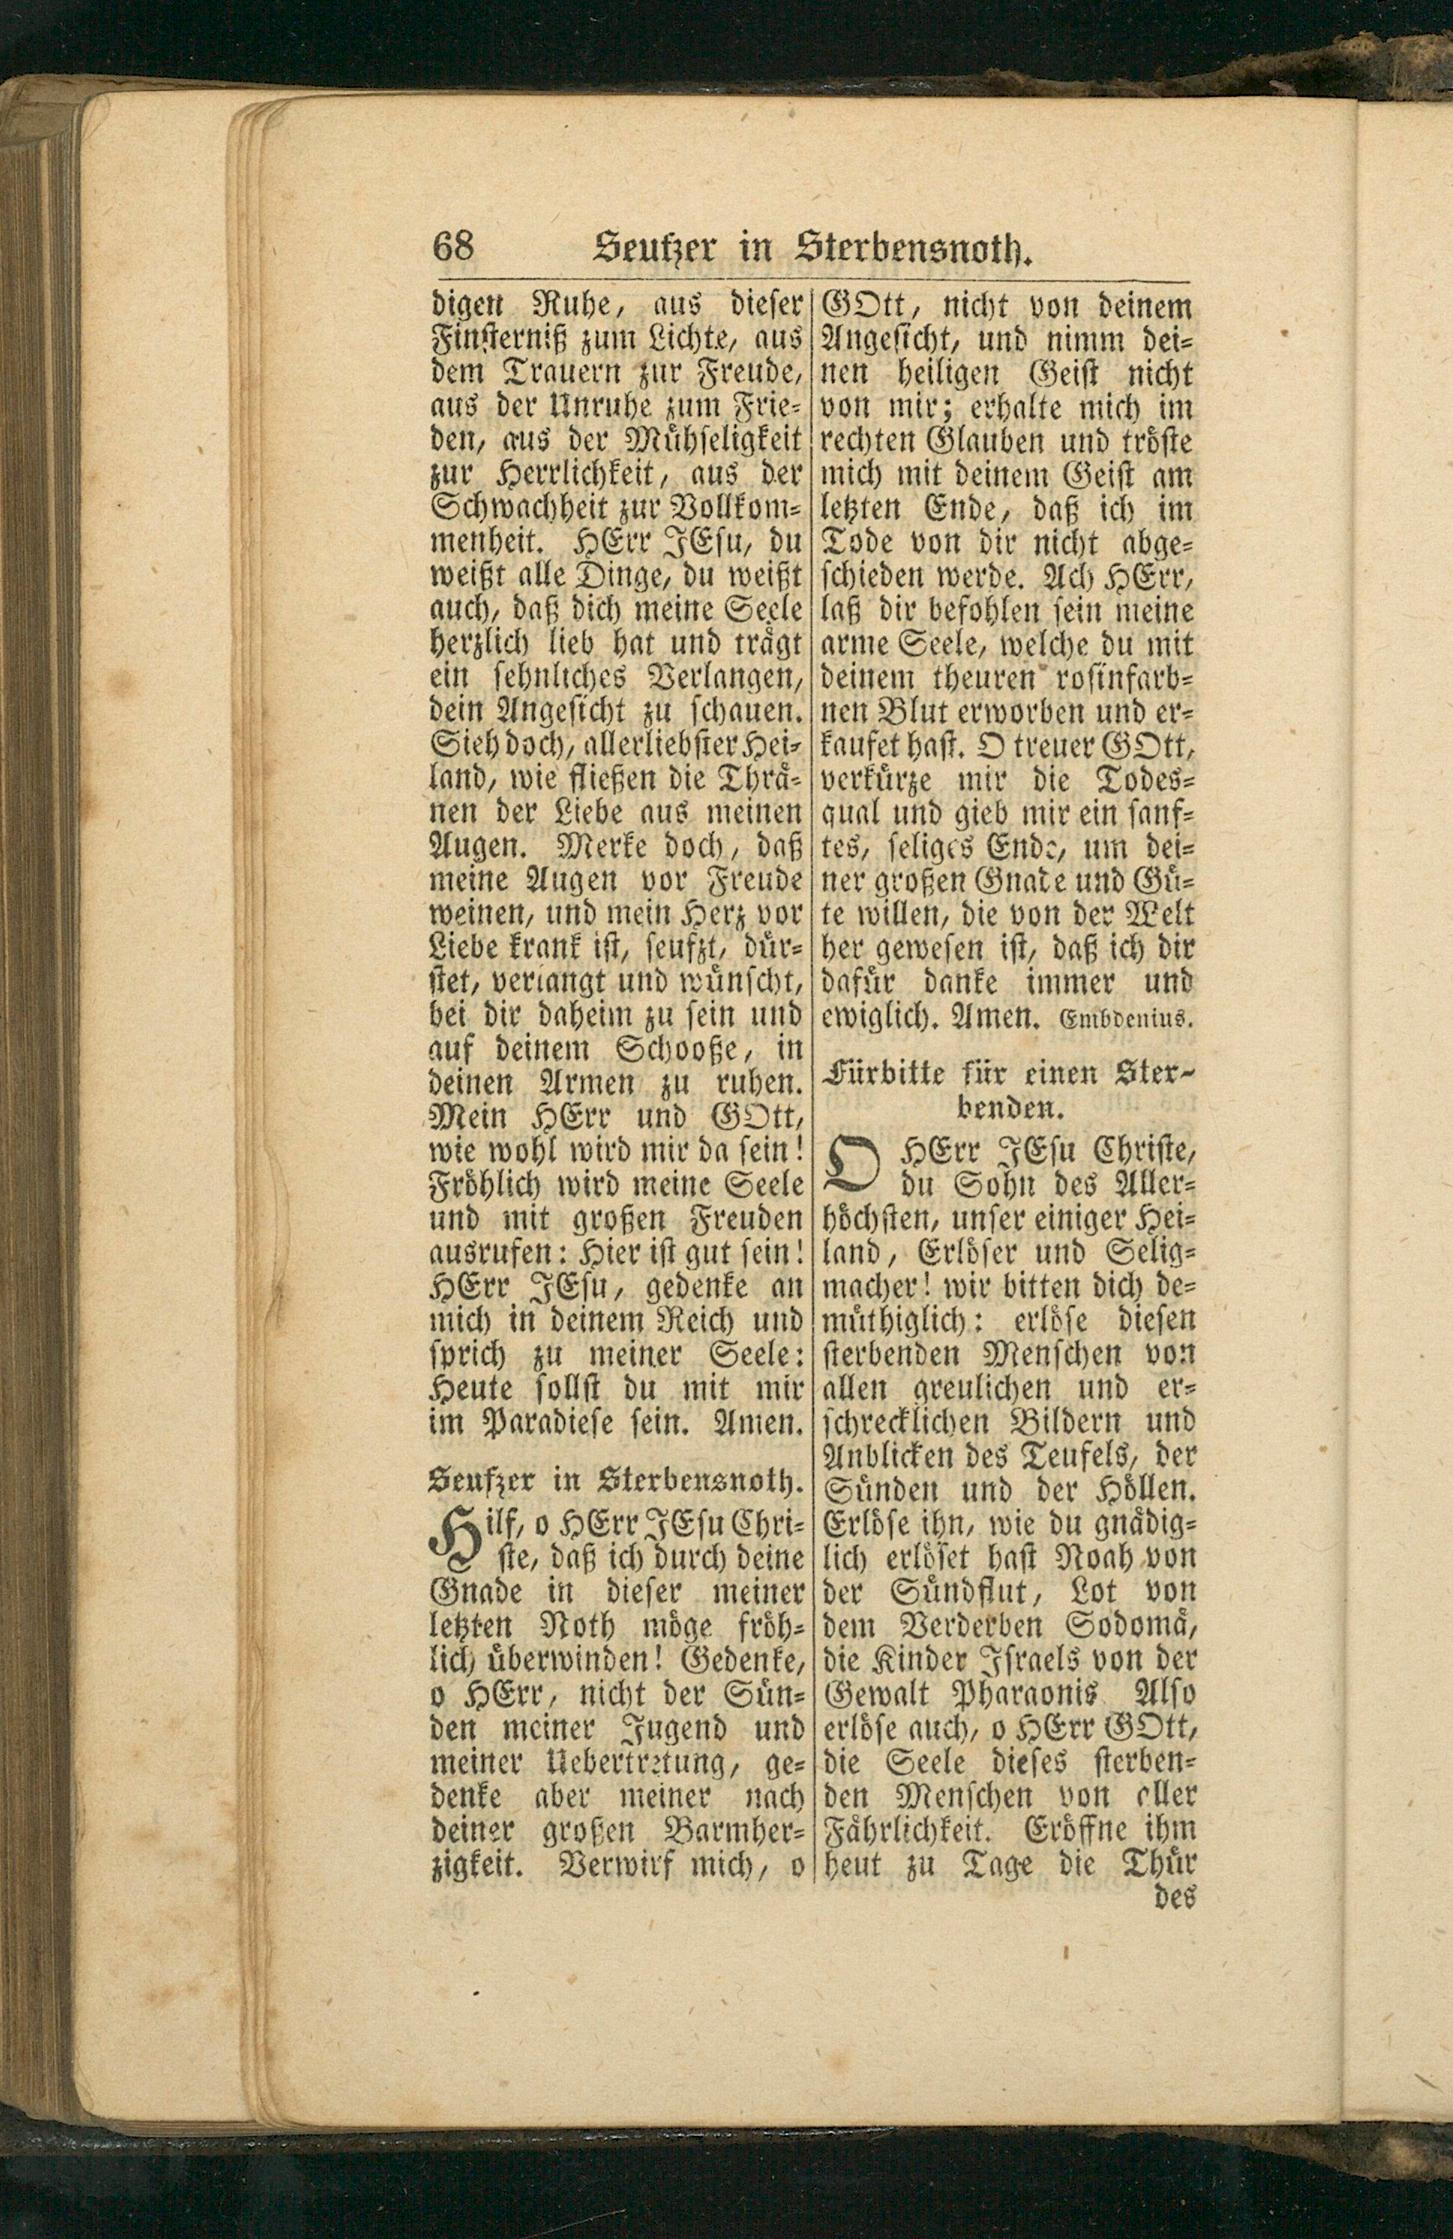 68 Seufzer in Sterbensnoth.
digen Ruhe, aus dieser
Finsterniß zum Lichte, aus
dem Trauern zur Freude,
aus der Unruhe zum Frie-
den, aus der Mühseligkeit
zur Herrlichkeit, aus der
Schwachheit zur Vollkom-
menheit. HErr JEsu, du
weißt alle Dinge, du weißt
auch, daß dich meine Seele
herzlich lieb hat und trägt
ein sehnliches Verlangen,
dein Angesicht zu schauen.
Sieh doch, allerliebster Hei-
land, wie fließen die Thrä-
nen der Liebe aus meinen
Augen. Merke doch, daß
meine Augen vor Freude
weinen, und mein Herz vor
Liebe krank ist, seufzt, dür-
stet, verlangt und wünscht,
bei dir daheim zu sein und
auf deinem Schooße, in
deinen Armen zu ruhen.
Mein HErr und GOtt,
wie wohl wird mir da sein!
Fröhlich wird meine Seele
und mit großen Freuden
ausrufen: Hier ist gut sein!
HErr JEsu, gedenke an
mich in deinem Reich und
sprich zu meiner Seele:
Heute sollst du mit mir
im Paradiese sein. Amen.
Seufzer in Sterbensnoth.
Hilf, o HErr JEsu Chri-
ste, daß ich durch deine
Gnade in dieser meiner
letzten Noth möge fröh-
lich überwinden! Gedenke,
o HErr, nicht der Sün-
den meiner Jugend und
meiner Uebertretung, ge-
denke aber meiner nach
deiner großen Barmher-
zigkeit. Verwirf mich, o
GOtt, nicht von deinem
Angesicht, und nimm dei-
nen heiligen Geist nicht
von mir; erhalte mich im
rechten Glauben und tröste
mich mit deinem Geist am
letzten Ende, daß ich im
Tode von dir nicht abge-
schieden werde. Ach HErr,
laß dir befohlen sein meine
arme Seele, welche du mit
deinem theuren rosinfarb-
nen Blut erworben und er-
kaufet hast. O treuer GOtt,
verkürze mir die Todes-
qual und gieb mir ein sanf-
tes, seliges Ende, um dei-
ner großen Gnade und Gü-
te willen, die von der Welt
her gewesen ist, daß ich dir
dafür danke immer und
ewiglich. Amen. Embdenius.
Fürbitte für einen Ster-
benden.
O HErr JEsu Christe,
du Sohn des Aller-
höchsten, unser einiger Hei-
land, Erlöser und Selig-
macher! wir bitten dich de-
müthiglich: erlöse diesen
sterbenden Menschen von
allen greulichen und er-
schrecklichen Bildern und
Anblicken des Teufels, der
Sünden und der Höllen.
Erlöse ihn, wie du gnädig-
lich erlöset hast Noah von
der Sündflut, Lot von
dem Verderben Sodomä,
die Kinder Israels von der
Gewalt Pharaonis Also
erlöse auch, o HErr GOtt,
die Seele dieses sterben-
den Menschen von aller
Fährlichkeit. Eröffne ihm
heut zu Tage die Thür
des